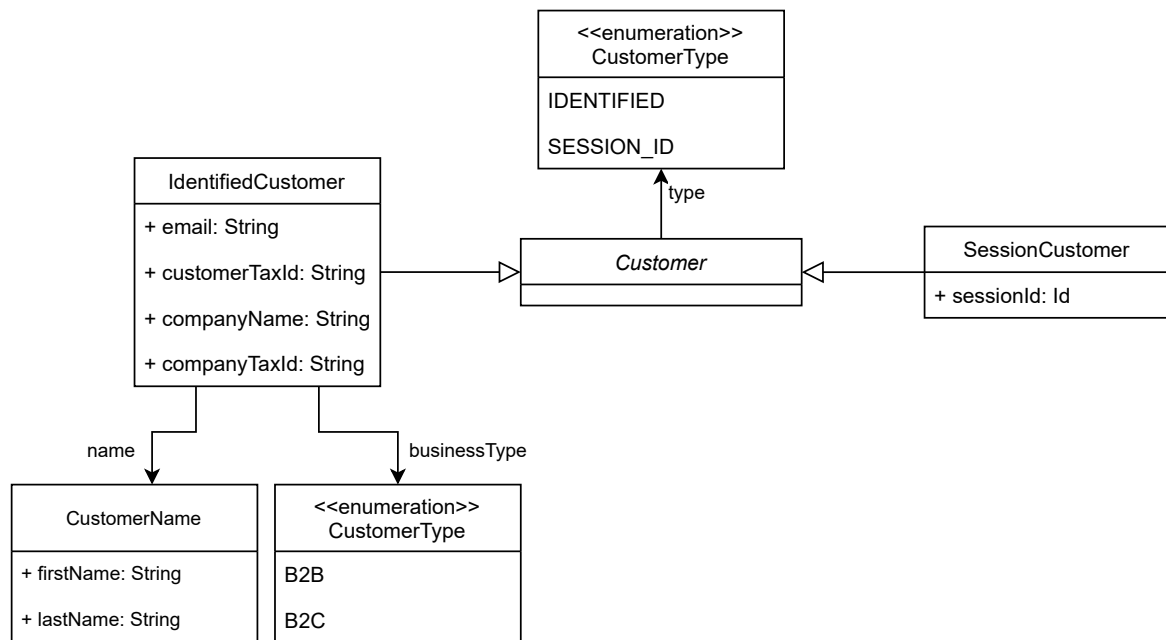 <<enumeration>>
CustomerType
IDENTIFIED
SESSION_ID
type
IdentifiedCustomer
+ email: String
+ customerTaxId: String
+ companyName: String
+ companyTaxId: String
Customer
SessionCustomer
+ sessionId: Id
name
businessType
CustomerName
+ firstName: String
+ lastName: String
<<enumeration>>
CustomerType
B2B
B2C